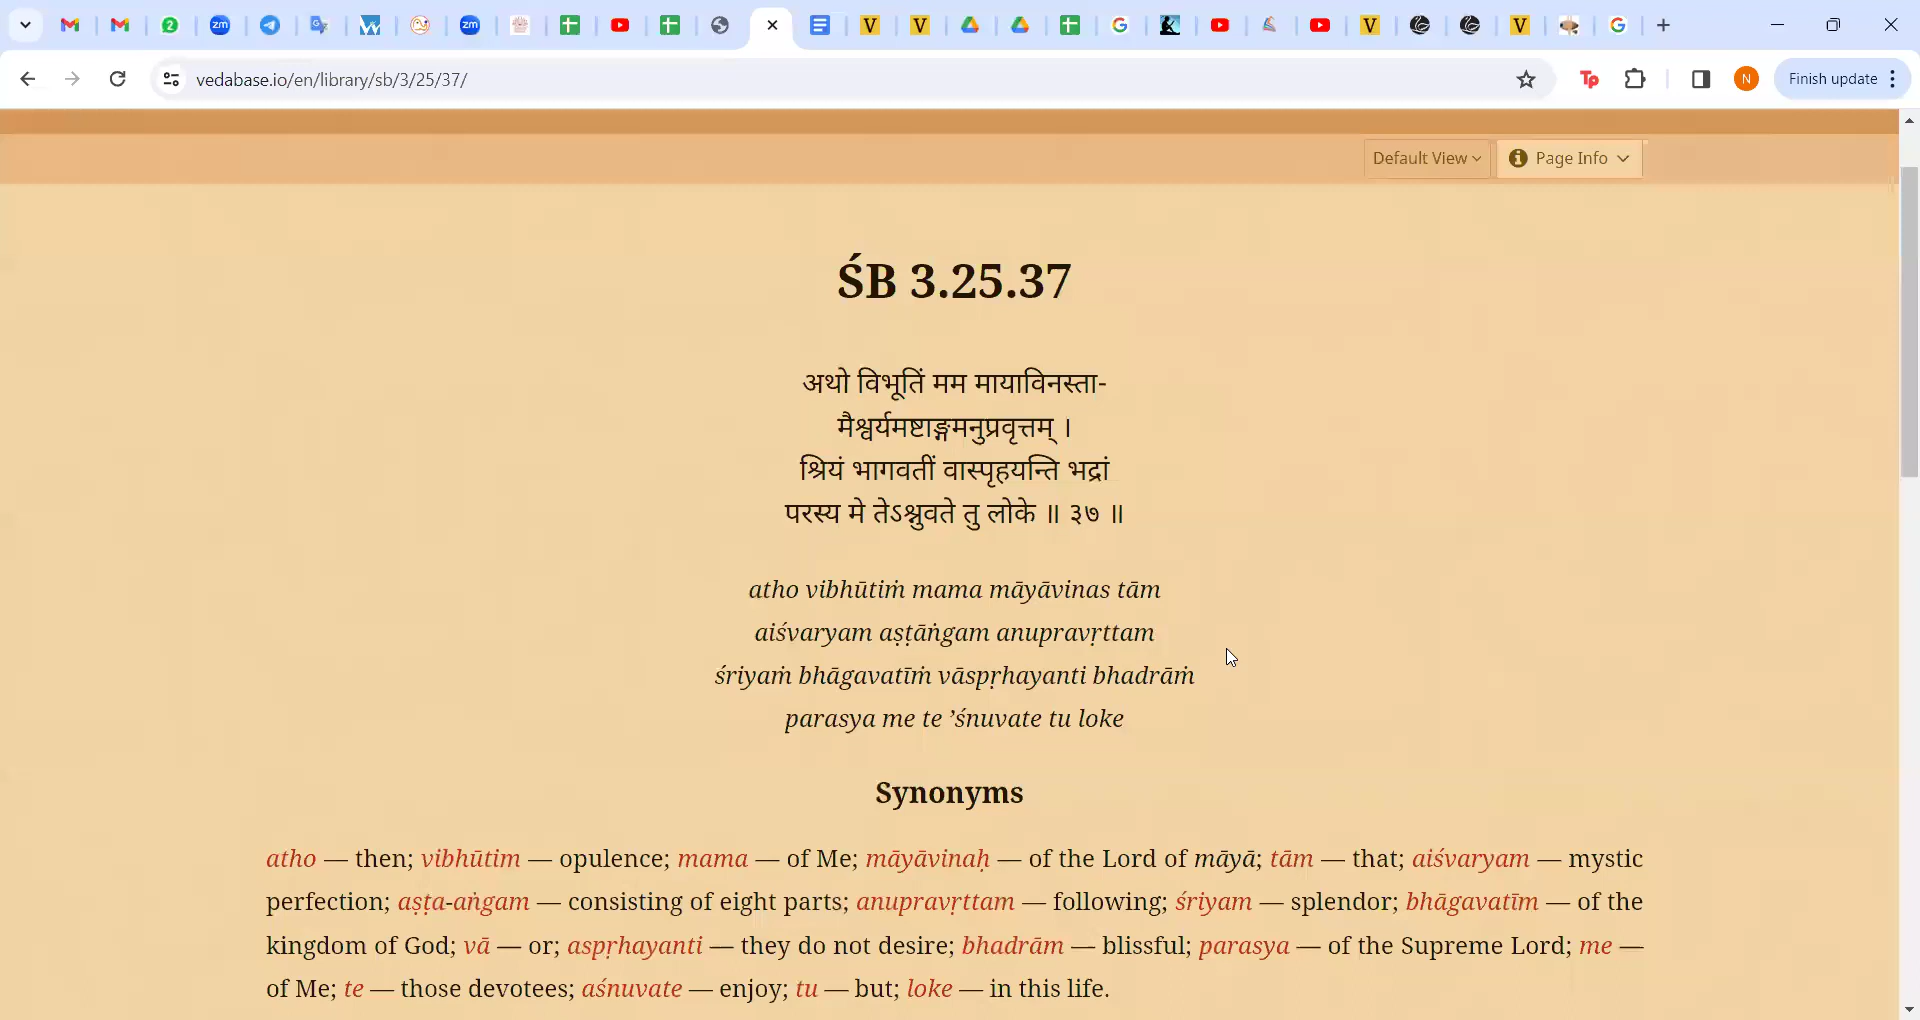 vedabase.io/en/library/sb/3/25/37/
Finish update
Default View
Page Info
ŚB 3.25.37
अथो विभूतिं मम मायाविनस्ता-
मैश्वर्यमष्टाङ्गमनुप्रवृत्तम् ।
श्रियं भागवतीं वास्पृहयन्ति भद्रां
परस्य मे तेऽश्नुवते तु लोके ॥ ३७ ॥
atho vibhūtiṁ mama māyāvinas tām
aiśvaryam aṣṭāṅgam anupravṛttam
śriyaṁ bhāgavatīṁ vāspṛhayanti bhadrāṁ
parasya me te ’śnuvate tu loke
Synonyms
atho — then; vibhūtim — opulence; mama — of Me; māyāvinaḥ — of the Lord of māyā; tām — that; aiśvaryam — mystic
perfection; aṣṭa-aṅgam — consisting of eight parts; anupravṛttam — following; śriyam — splendor; bhāgavatīm — of the
kingdom of God; vā — or; aspṛhayanti — they do not desire; bhadrām — blissful; parasya — of the Supreme Lord; me —
of Me; te — those devotees; aśnuvate — enjoy; tu — but; loke — in this life.